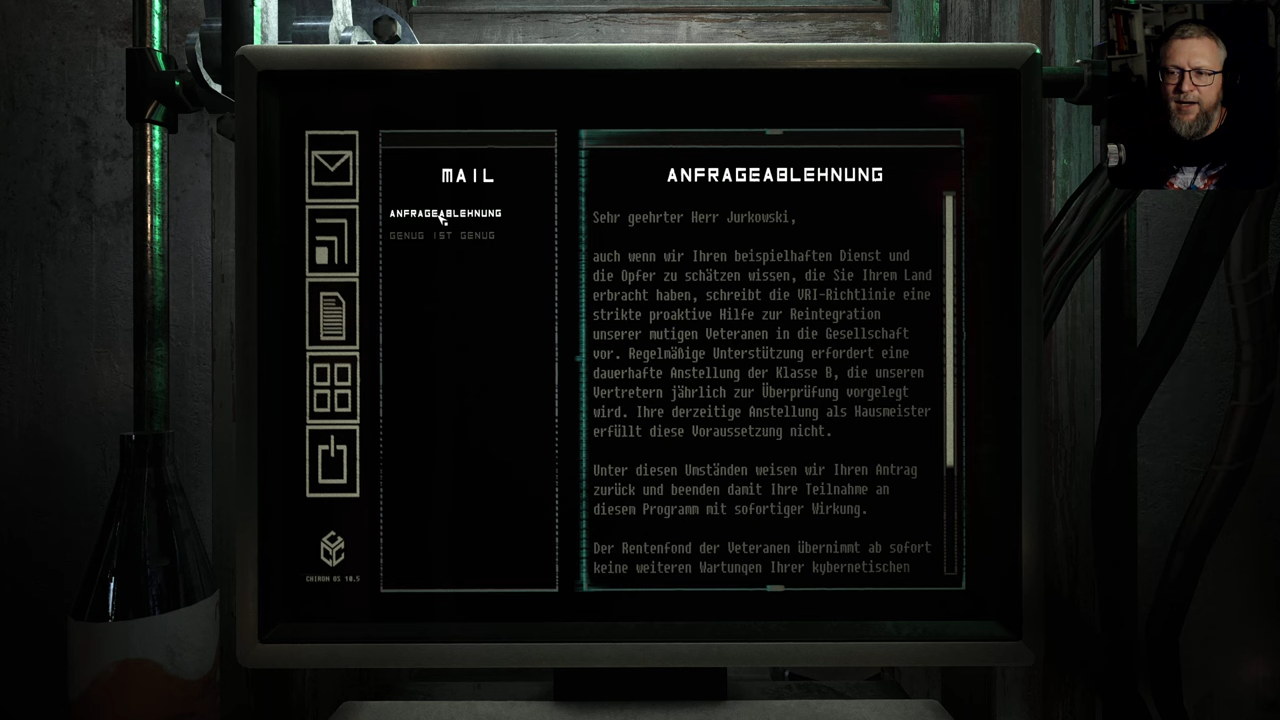 MAIL
ANFRAGEABLEHNUNG
GENUG IST GENUG
CHIRON OS 10.5
ANFRAGEABLEHNUNG
Sehr geehrter Herr Jurkowski,
auch wenn wir Ihren beispielhaften Dienst und
die Opfer zu schätzen wissen, die Sie Ihrem Land
erbracht haben, schreibt die VRI-Richtlinie eine
strikte proaktive Hilfe zur Reintegration
unserer mutigen Veteranen in die Gesellschaft
vor. Regelmäßige Unterstützung erfordert eine
dauerhafte Anstellung der Klasse B, die unseren
Vertretern jährlich zur Überprüfung vorgelegt
wird. Ihre derzeitige Anstellung als Hausmeister
erfüllt diese Voraussetzung nicht.
Unter diesen Umständen weisen wir Ihren Antrag
zurück und beenden damit Ihre Teilnahme an
diesem Programm mit sofortiger Wirkung.
Der Rentenfond der Veteranen übernimmt ab sofort
keine weiteren Wartungen Ihrer kybernetischen